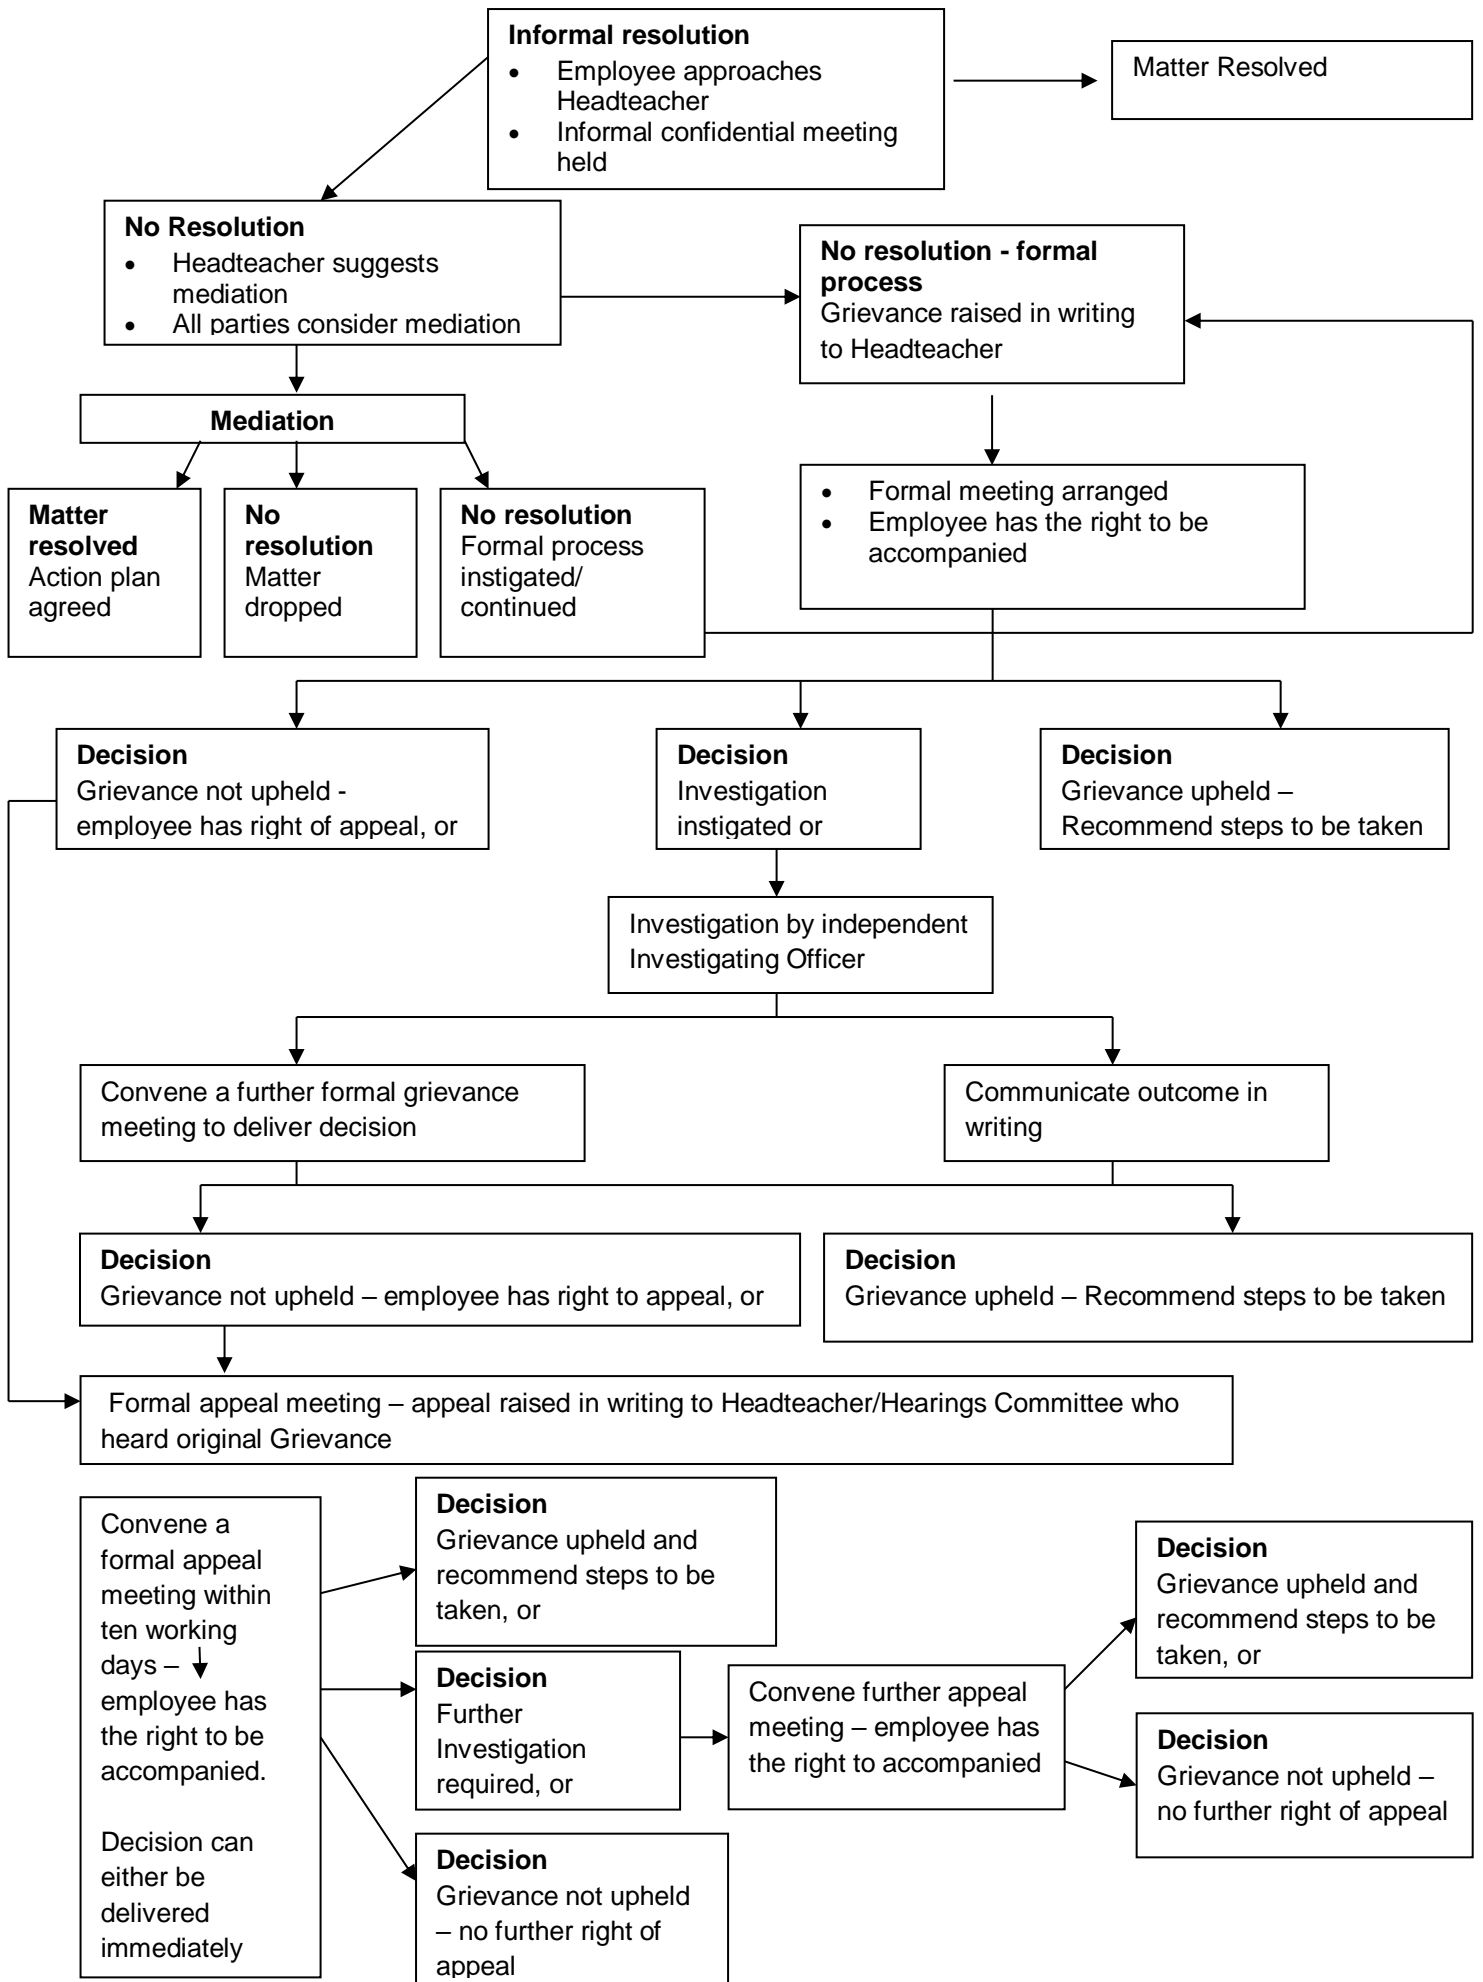 Informal resolution
• Employee approaches
Headteacher
• Informal confidential meeting
held
Matter Resolved
No Resolution
• Headteacher suggests
mediation
• All parties consider mediation
No resolution - formal
process
Grievance raised in writing
to Headteacher
Mediation
Matter
resolved
Action plan
agreed
No
resolution
Matter
dropped
No resolution
Formal process
instigated/
continued
• Formal meeting arranged
• Employee has the right to be
accompanied
Decision
Grievance not upheld -
employee has right of appeal, or
Decision
Investigation
instigated or
Decision
Grievance upheld –
Recommend steps to be taken
Investigation by independent
Investigating Officer
Convene a further formal grievance
meeting to deliver decision
Communicate outcome in
writing
Decision
Grievance not upheld – employee has right to appeal, or
Decision
Grievance upheld – Recommend steps to be taken
Formal appeal meeting – appeal raised in writing to Headteacher/Hearings Committee who
heard original Grievance
Convene a
formal appeal
meeting within
ten working
days –
employee has
the right to be
accompanied.
Decision can
either be
delivered
immediately
Decision
Grievance upheld and
recommend steps to be
taken, or
Decision
Further
Investigation
required, or
Decision
Grievance not upheld
– no further right of
appeal
Convene further appeal
meeting – employee has
the right to accompanied
Decision
Grievance upheld and
recommend steps to be
taken, or
Decision
Grievance not upheld –
no further right of appeal